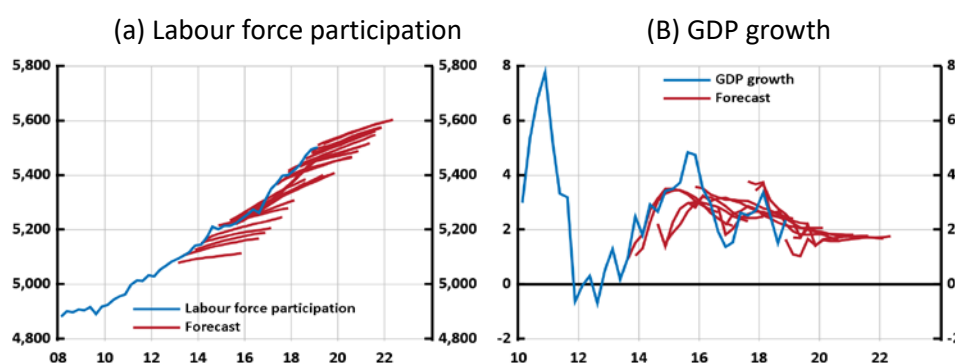 (a) Labour force participation
(B) GDP growth
5,800 5,800
5,600 5,600
5,400 5,400
5,200 5,200
5,000 5,000
4,800 4,800
08 10 12 14 16 18 20 22
Labour force participation
Forecast
8 8
6 6
4 4
2 2
0 0
-2 -2
10 12 14 16 18 20 22
GDP growth
Forecast